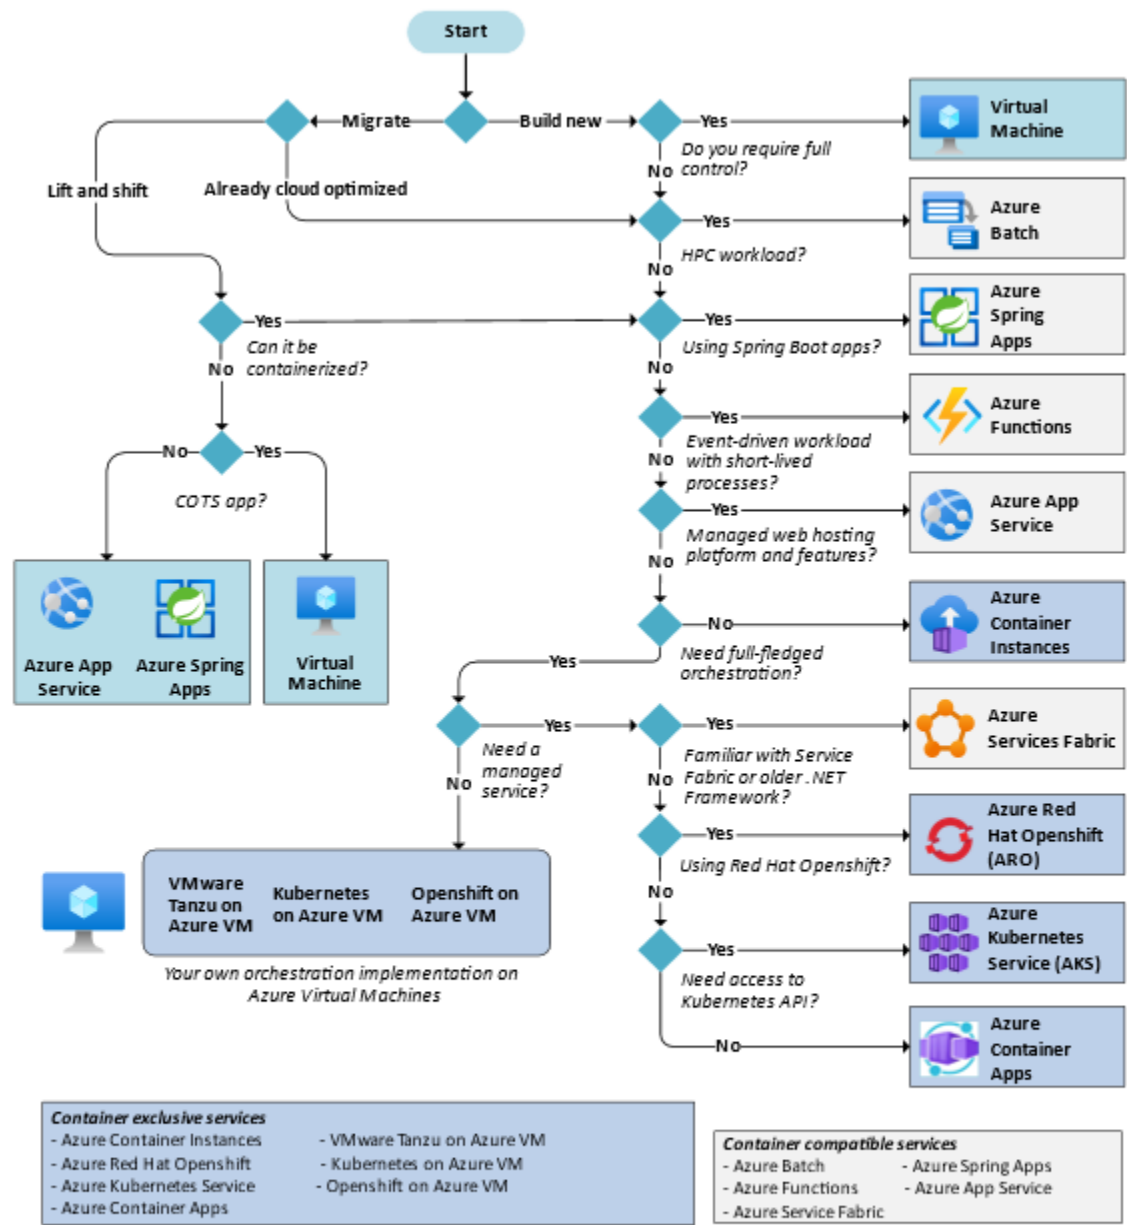 Start
Migrate
Build new
Yes
Virtual
Machine
Do you require full
control?
No
Lift and shift
Already cloud optimized
Yes
Azure
Batch
HPC workload?
No
Yes
Can it be
containerized?
No
Yes
Azure
Spring
Apps
Using Spring Boot apps?
No
Yes
Azure
Functions
Event-driven workload
with short-lived
processes?
No
No
Yes
COTS app?
Yes
Azure App
Service
Managed web hosting
platform and features?
No
Azure App
Service
Azure Spring
Apps
Virtual
Machine
No
Azure
Container
Instances
Need full-fledged
orchestration?
Yes
Yes
Need a
managed
service?
No
Yes
Azure
Services Fabric
Familiar with Service
Fabric or older .NET
Framework?
No
Yes
Azure Red
Hat Openshift
(ARO)
Using Red Hat Openshift?
No
VMware
Tanzu on
Azure VM
Kubernetes
on Azure VM
Openshift on
Azure VM
Your own orchestration implementation on
Azure Virtual Machines
Yes
Azure
Kubernetes
Service (AKS)
Need access to
Kubernetes API?
No
Azure
Container
Apps
Container exclusive services
- Azure Container Instances
- Azure Red Hat Openshift
- Azure Kubernetes Service
- Azure Container Apps
- VMware Tanzu on Azure VM
- Kubernetes on Azure VM
- Openshift on Azure VM
Container compatible services
- Azure Batch
- Azure Functions
- Azure Service Fabric
- Azure Spring Apps
- Azure App Service